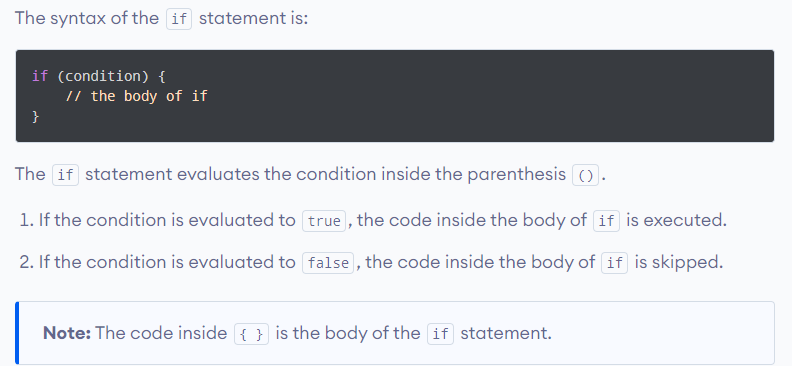 The syntax of the if statement is:
if (condition) {
    // the body of if
}
The if statement evaluates the condition inside the parenthesis ().
1. If the condition is evaluated to true, the code inside the body of if is executed.
2. If the condition is evaluated to false, the code inside the body of if is skipped.
Note: The code inside { } is the body of the if statement.